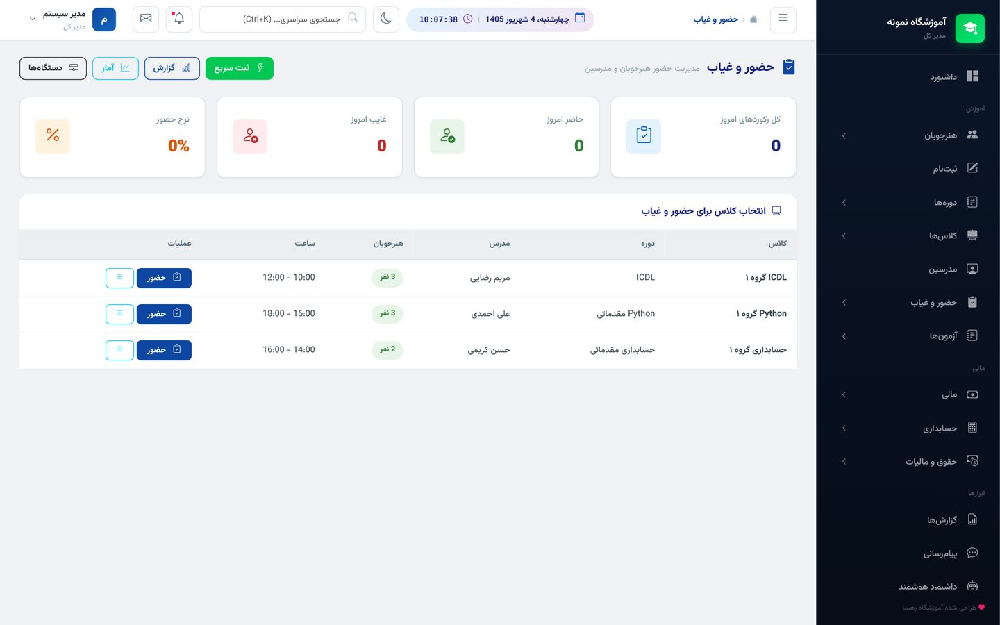 آموزشگاه نمونه
مدیر کل
داشبورد
آموزش
هنرجویان
ثبت‌نام
دوره‌ها
کلاس‌ها
مدرسین
حضور و غیاب
آزمون‌ها
مالی
مالی
حسابداری
حقوق و مالیات
ابزارها
گزارش‌ها
پیام‌رسانی
داشبورد هوشمند
طراحی شده آموزشگاه رهسا
حضور و غیاب
چهارشنبه، 4 شهریور 1405 | 10:07:38
جستجوی سراسری... (Ctrl+K)
م
مدیر سیستم
مدیر کل
حضور و غیاب مدیریت حضور هنرجویان و مدرسین
ثبت سریع
گزارش
آمار
دستگاه‌ها
کل رکوردهای امروز
0
حاضر امروز
0
غایب امروز
0
نرخ حضور
0%
انتخاب کلاس برای حضور و غیاب
کلاس دوره مدرس هنرجویان ساعت عملیات
ICDL گروه ۱ ICDL مریم رضایی 3 نفر 10:00 - 12:00 حضور
Python گروه ۱ Python مقدماتی علی احمدی 3 نفر 16:00 - 18:00 حضور
حسابداری گروه ۱ حسابداری مقدماتی حسن کریمی 2 نفر 14:00 - 16:00 حضور